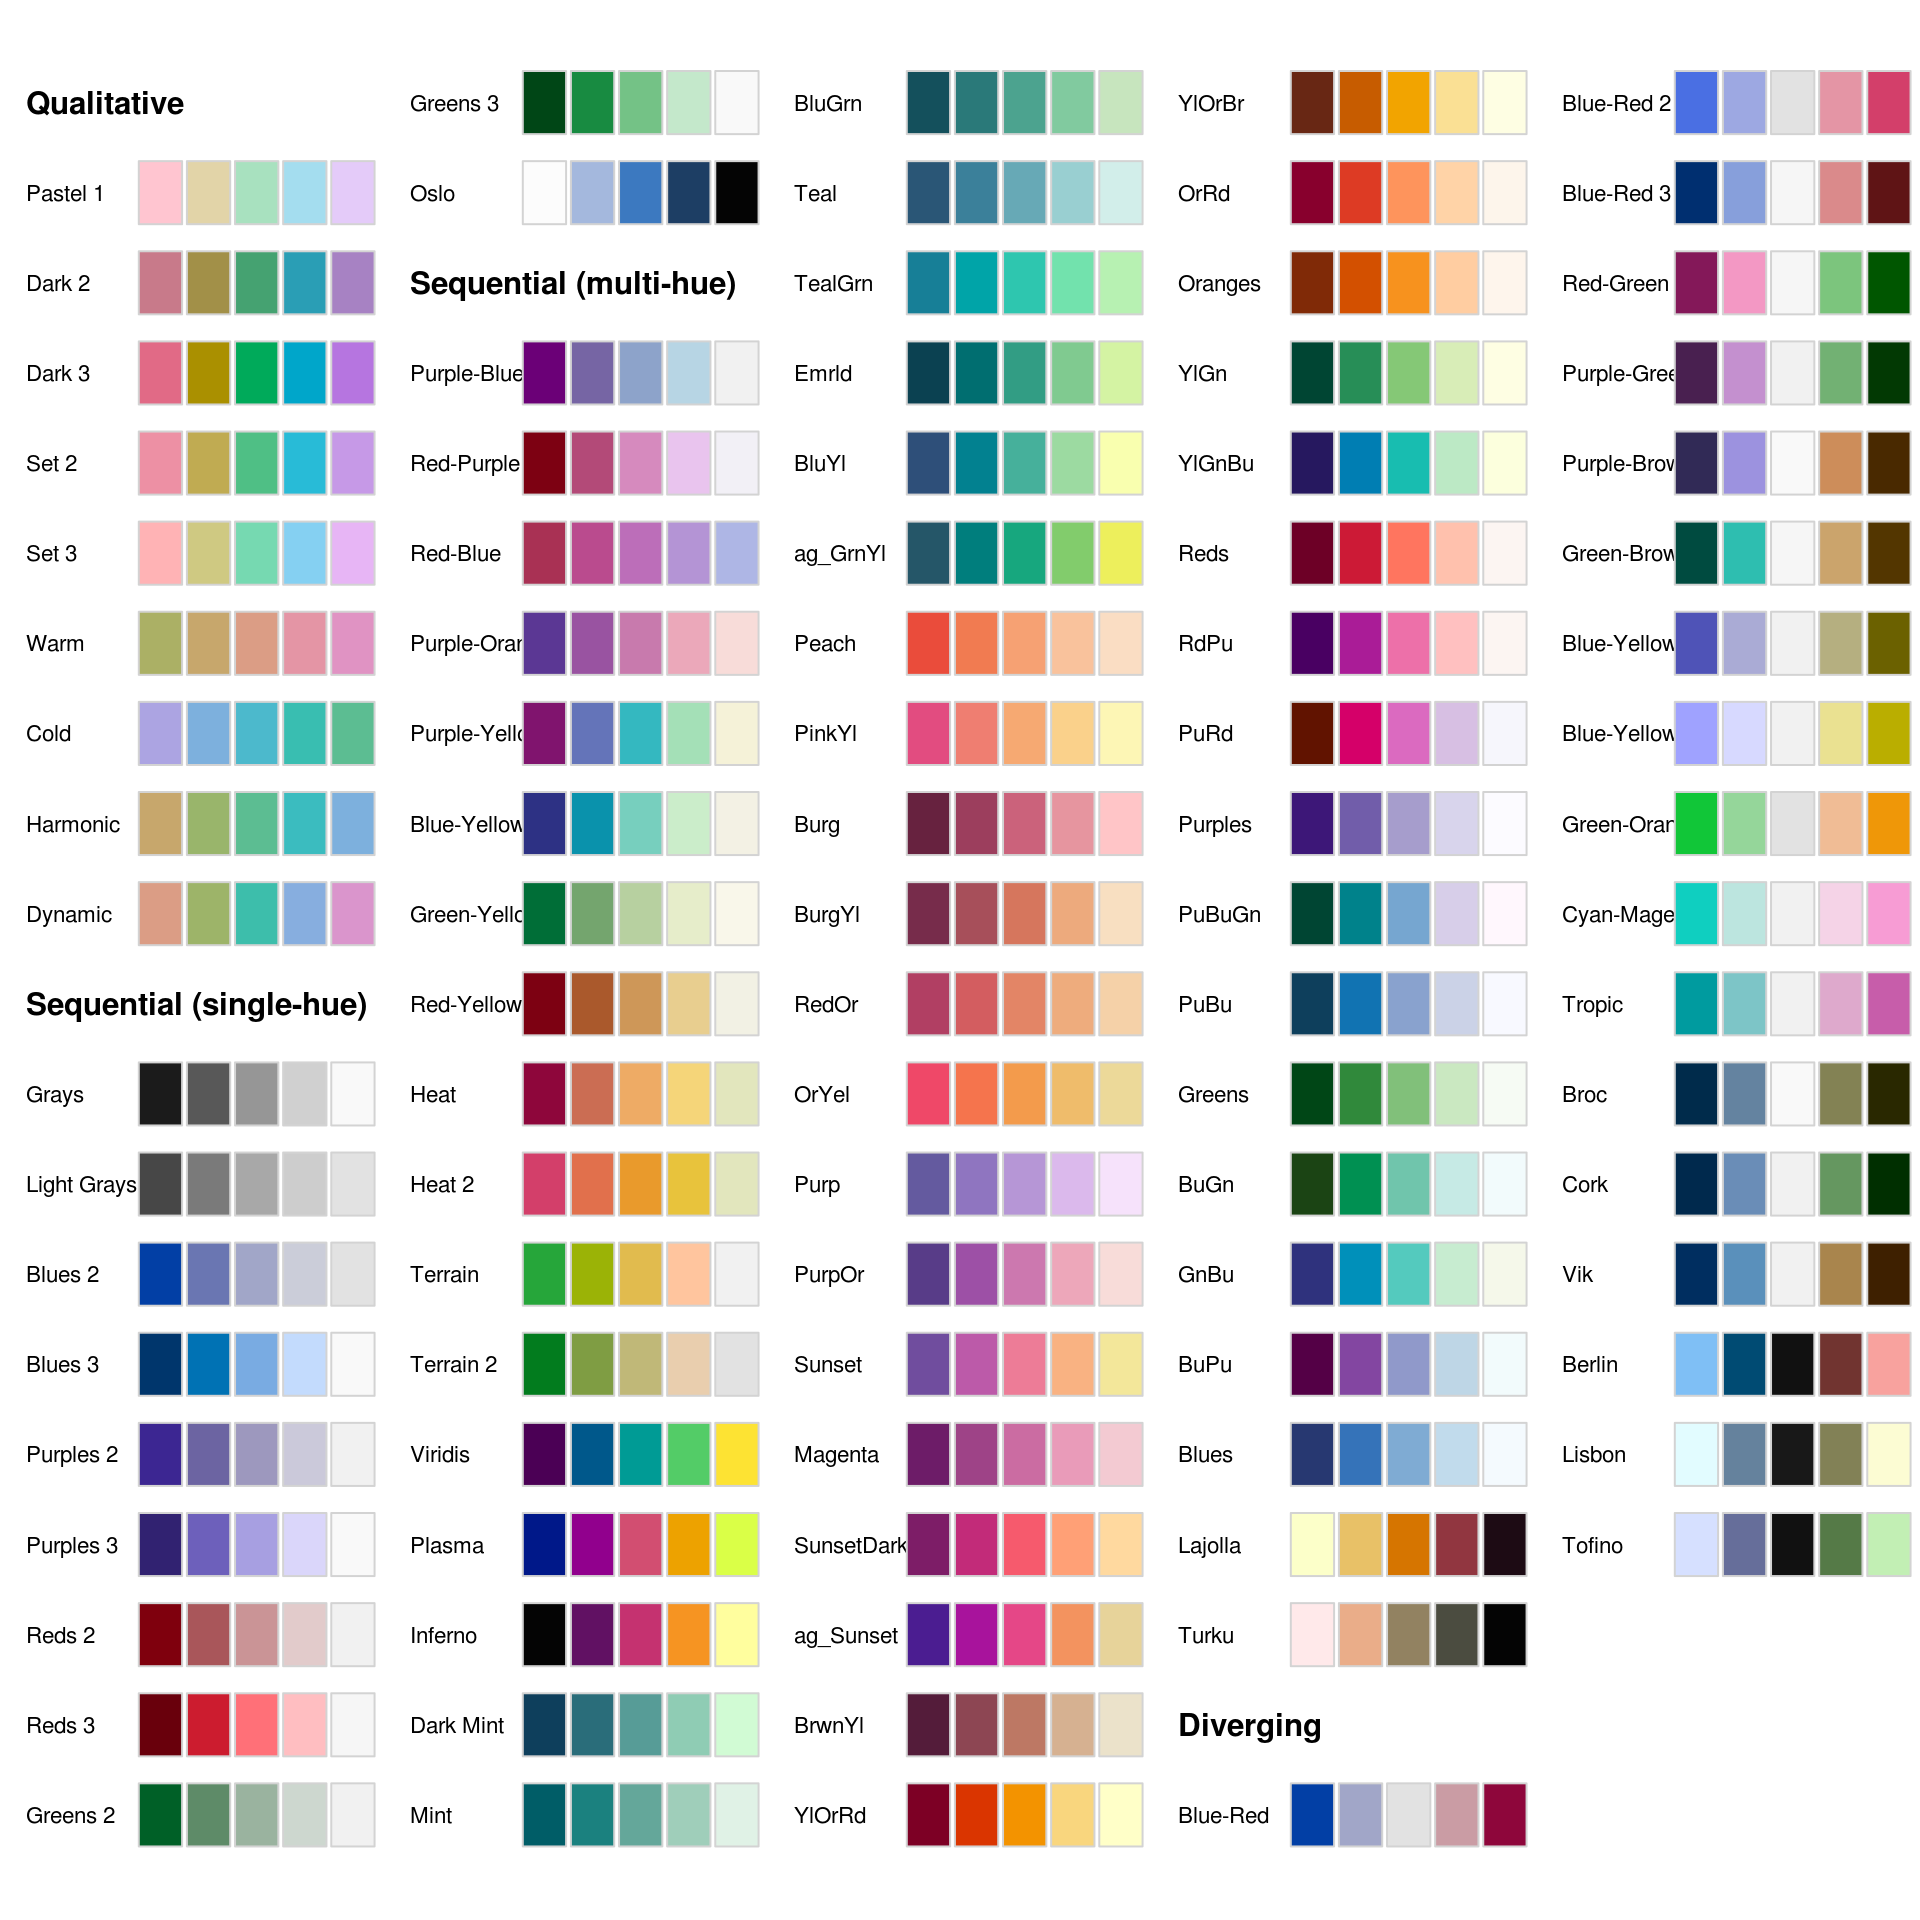 Qualitative
Pastel 1
Dark 2
Dark 3
Set 2
Set 3
Warm
Cold
Harmonic
Dynamic
Sequential (single-hue)
Grays
Light Grays
Blues 2
Blues 3
Purples 2
Purples 3
Reds 2
Reds 3
Greens 2
Greens 3
Oslo
Sequential (multi-hue)
Purple-Blue
Red-Purple
Red-Blue
Purple-Oran
Purple-Yello
Blue-Yellow
Green-Yello
Red-Yellow
Heat
Heat 2
Terrain
Terrain 2
Viridis
Plasma
Inferno
Dark Mint
Mint
BluGrn
Teal
TealGrn
Emrld
BluYl
ag_GrnYl
Peach
PinkYl
Burg
BurgYl
RedOr
OrYel
Purp
PurpOr
Sunset
Magenta
SunsetDark
ag_Sunset
BrwnYl
YlOrRd
YlOrBr
OrRd
Oranges
YlGn
YlGnBu
Reds
RdPu
PuRd
Purples
PuBuGn
PuBu
Greens
BuGn
GnBu
BuPu
Blues
Lajolla
Turku
Diverging
Blue-Red
Blue-Red 2
Blue-Red 3
Red-Green
Purple-Gree
Purple-Brow
Green-Brow
Blue-Yellow
Blue-Yellow
Green-Oran
Cyan-Mage
Tropic
Broc
Cork
Vik
Berlin
Lisbon
Tofino